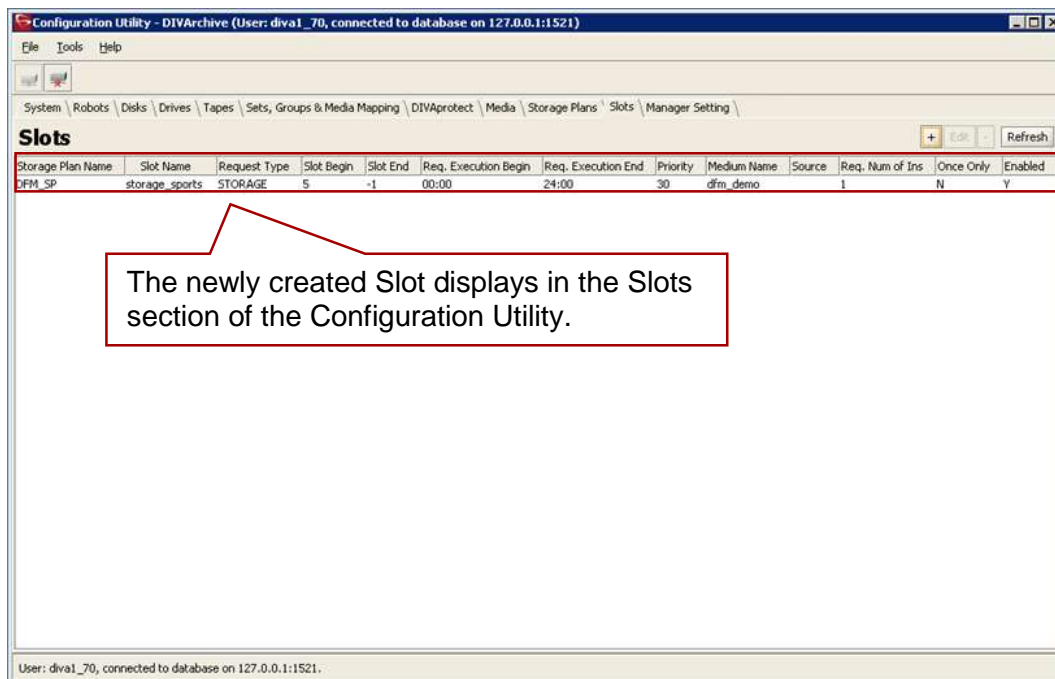 Configuration Utility - DIVArchive (User: diva1_70, connected to database on 127.0.0.1:1521)
File Tools Help
System \ Robots \ Disks \ Drives \ Tapes \ Sets, Groups & Media Mapping \ DIVAprotect \ Media \ Storage Plans \ Slots \ Manager Setting \
Slots + Edit - Refresh
Storage Plan Name Slot Name Request Type Slot Begin Slot End Req. Execution Begin Req. Execution End Priority Medium Name Source Req. Num of Ins Once Only Enabled
DFM_SP storage_sports STORAGE 5 -1 00:00 24:00 30 dfm_demo 1 N Y
The newly created Slot displays in the Slots
section of the Configuration Utility.
User: diva1_70, connected to database on 127.0.0.1:1521.